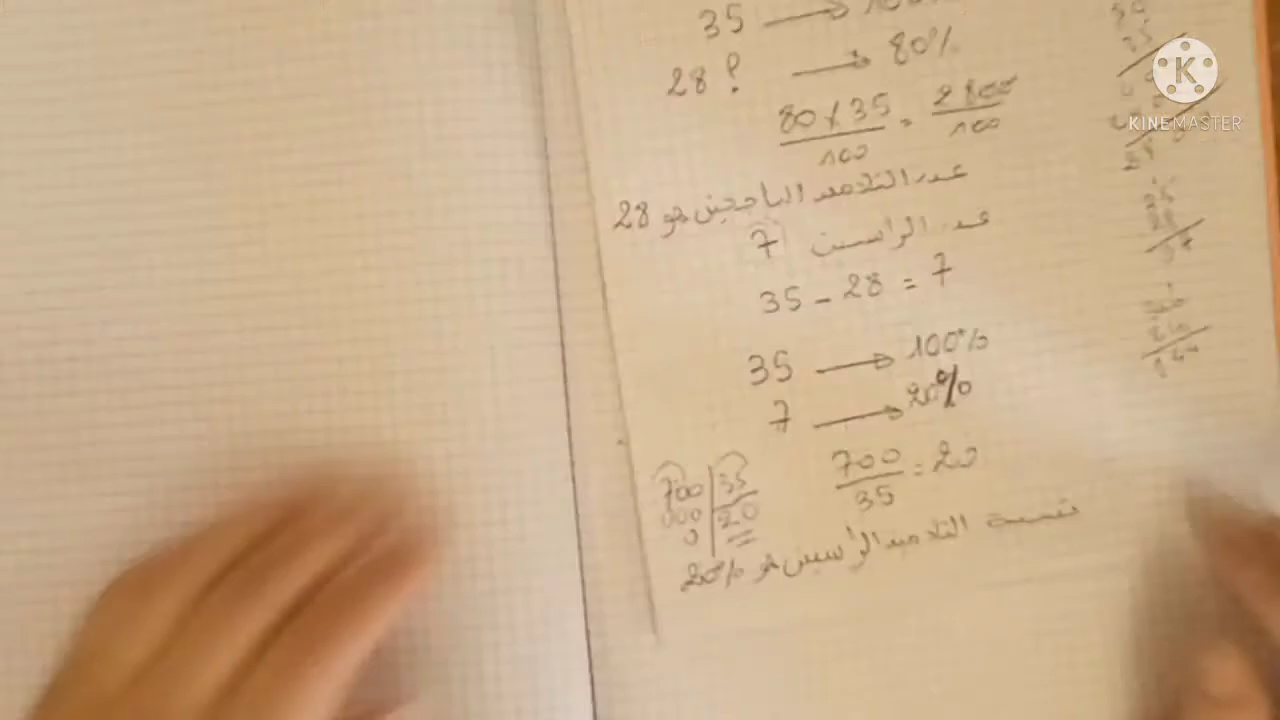 35 → 100%
28 ? → 80%
80 x 35 / 100 = 2800 / 100
عدد التلاميذ الناجحين هو 28
عدد الراسبين 7
35 - 28 = 7
35 → 100%
7 → 20%
700 / 35 = 20
700 | 35
000 | 20
0
نسبة التلاميذ الراسبين هو 20%
KINEMASTER